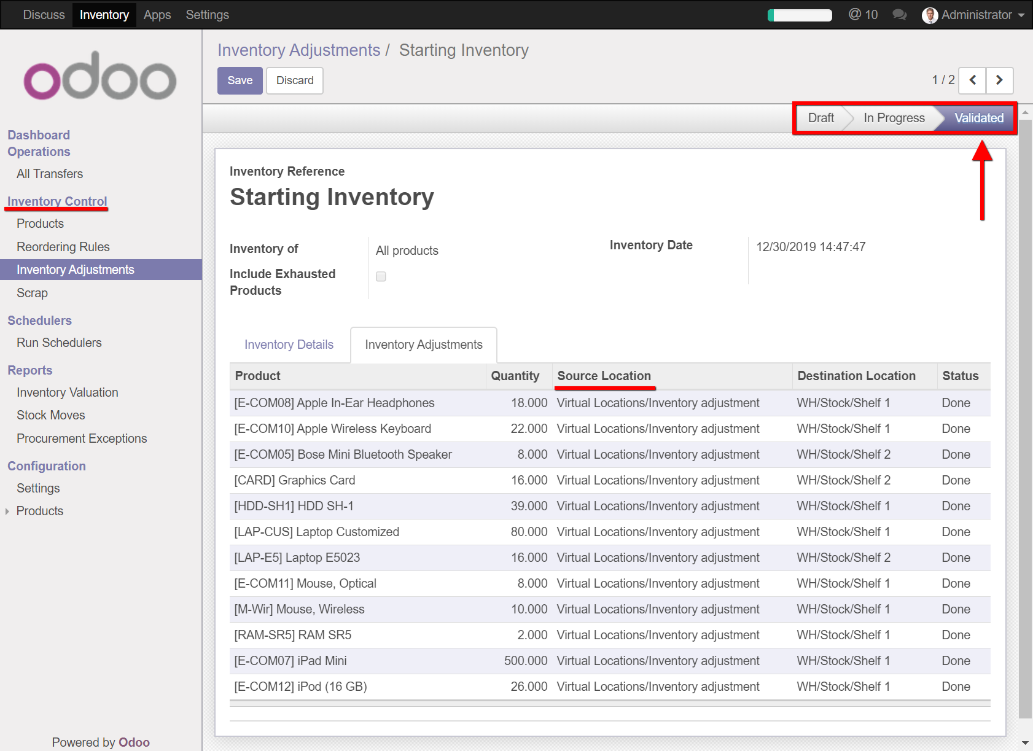 Discuss Inventory Apps Settings @ 10 Administrator
odoo
Inventory Adjustments / Starting Inventory
Save Discard
1 / 2
Draft In Progress Validated
Dashboard
Operations
All Transfers
Inventory Control
Products
Reordering Rules
Inventory Adjustments
Scrap
Schedulers
Run Schedulers
Reports
Inventory Valuation
Stock Moves
Procurement Exceptions
Configuration
Settings
Products
Powered by Odoo
Inventory Reference
Starting Inventory
Inventory of All products
Include Exhausted
Products
Inventory Date 12/30/2019 14:47:47
Inventory Details Inventory Adjustments
Product Quantity Source Location Destination Location Status
[E-COM08] Apple In-Ear Headphones 18.000 Virtual Locations/Inventory adjustment WH/Stock/Shelf 1 Done
[E-COM10] Apple Wireless Keyboard 22.000 Virtual Locations/Inventory adjustment WH/Stock/Shelf 1 Done
[E-COM05] Bose Mini Bluetooth Speaker 8.000 Virtual Locations/Inventory adjustment WH/Stock/Shelf 2 Done
[CARD] Graphics Card 16.000 Virtual Locations/Inventory adjustment WH/Stock/Shelf 2 Done
[HDD-SH1] HDD SH-1 39.000 Virtual Locations/Inventory adjustment WH/Stock/Shelf 1 Done
[LAP-CUS] Laptop Customized 80.000 Virtual Locations/Inventory adjustment WH/Stock/Shelf 1 Done
[LAP-E5] Laptop E5023 16.000 Virtual Locations/Inventory adjustment WH/Stock/Shelf 2 Done
[E-COM11] Mouse, Optical 8.000 Virtual Locations/Inventory adjustment WH/Stock/Shelf 1 Done
[M-Wir] Mouse, Wireless 10.000 Virtual Locations/Inventory adjustment WH/Stock/Shelf 1 Done
[RAM-SR5] RAM SR5 2.000 Virtual Locations/Inventory adjustment WH/Stock/Shelf 1 Done
[E-COM07] iPad Mini 500.000 Virtual Locations/Inventory adjustment WH/Stock/Shelf 1 Done
[E-COM12] iPod (16 GB) 26.000 Virtual Locations/Inventory adjustment WH/Stock/Shelf 1 Done